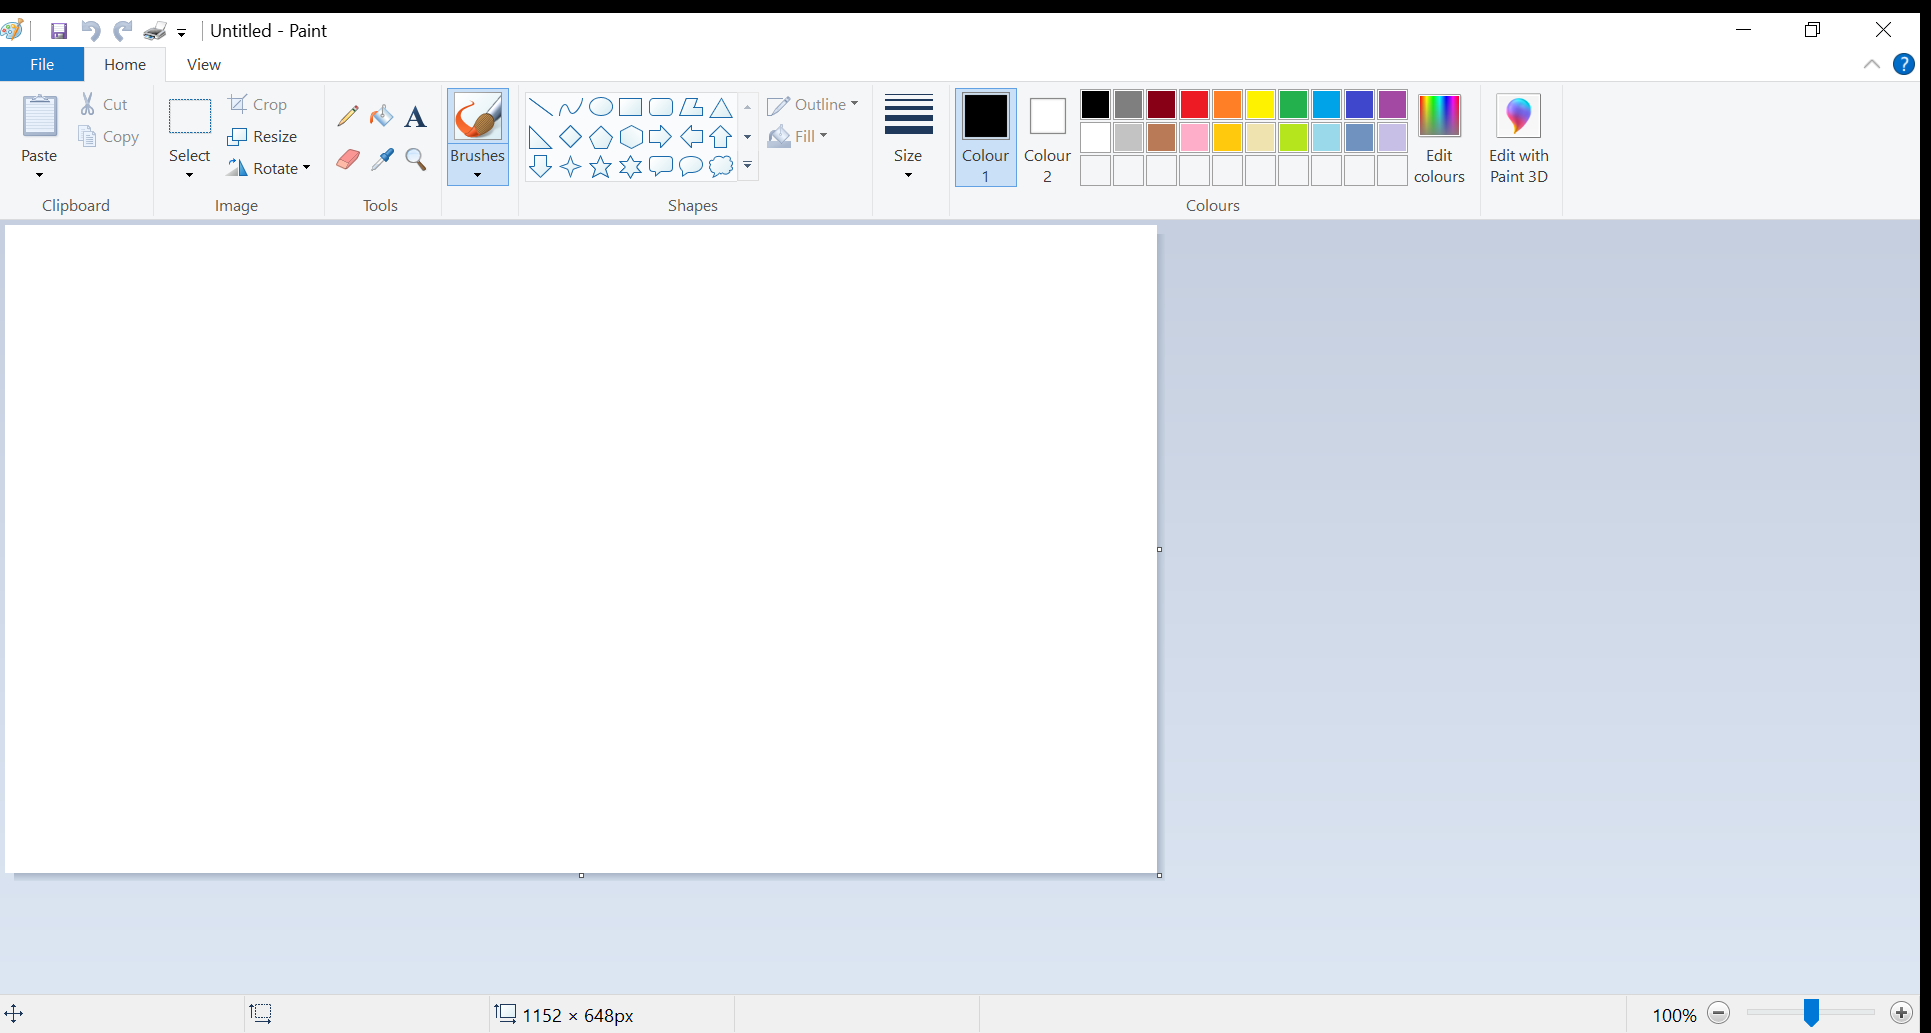 Untitled - Paint
File Home View
Paste
Cut
Copy
Clipboard
Select
Crop
Resize
Rotate
Image
A
Tools
Brushes
Outline
Fill
Shapes
Size
Colour
1
Colour
2
Edit
colours
Colours
Edit with
Paint 3D
?
1152 × 648px
100%